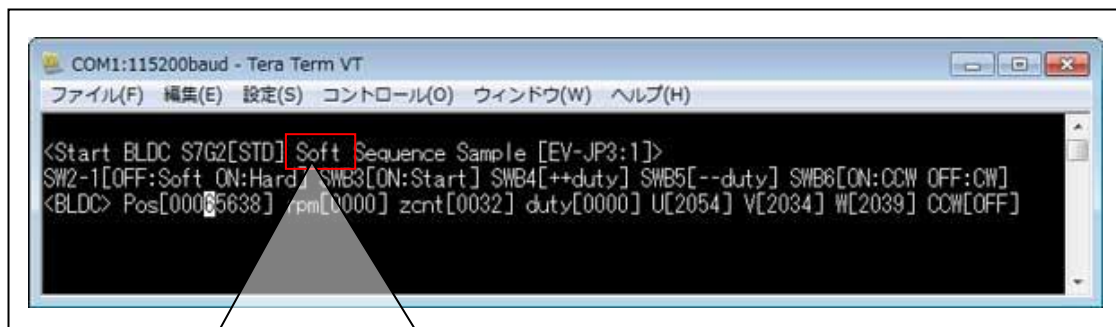 COM1:115200baud - Tera Term VT
ファイル(F) 編集(E) 設定(S) コントロール(O) ウィンドウ(W) ヘルプ(H)
<Start BLDC S7G2[STD] Soft Sequence Sample [EV-JP3:1]>
SW2-1[OFF:Soft ON:Hard] SWB3[ON:Start] SWB4[++duty] SWB5[--duty] SWB6[ON:CCW OFF:CW]
<BLDC> Pos[00065638] rpm[0000] zcnt[0032] duty[0000] U[2054] V[2034] W[2039] CCW[OFF]